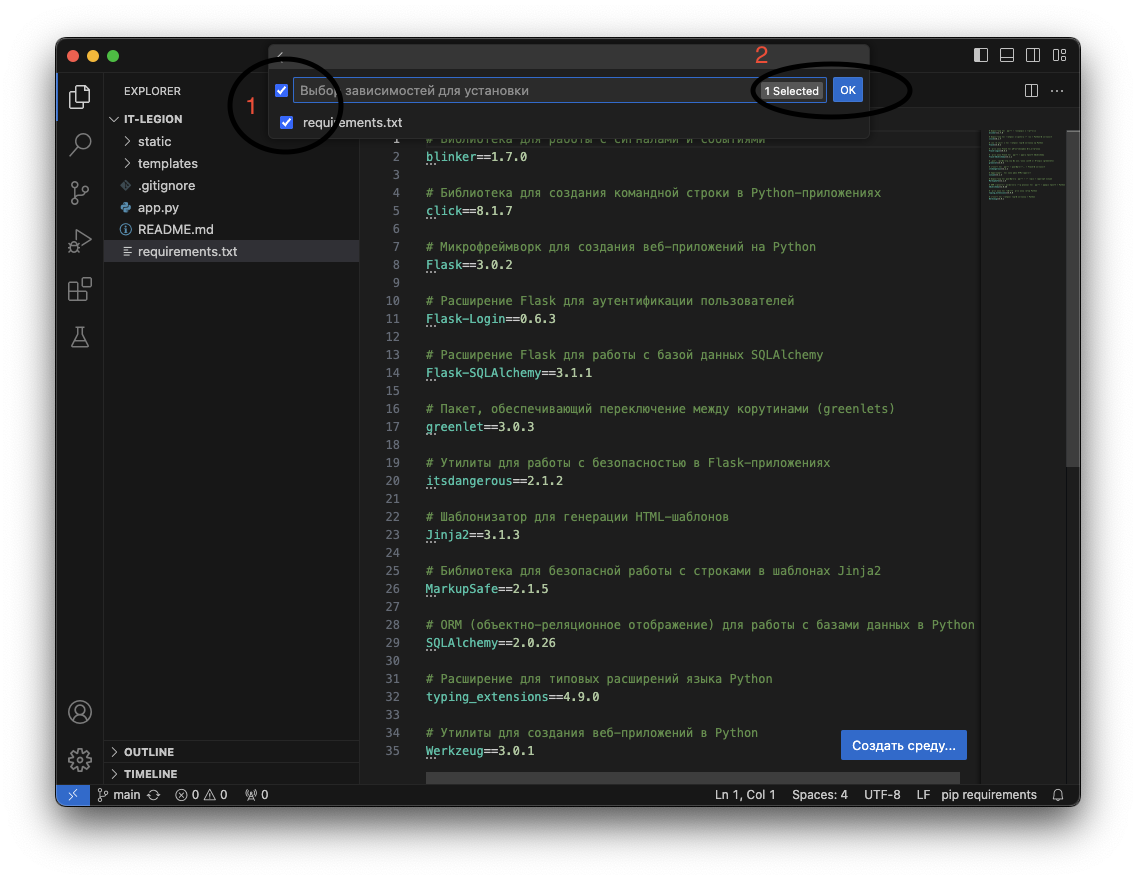 2
EXPLORER
Выбор зависимостей для установки
1 Selected
OK
1
requirements.txt
IT-LEGION
static
templates
.gitignore
app.py
README.md
requirements.txt
1 # Библиотека для работы с сигналами и событиями
2 blinker==1.7.0
3
4 # Библиотека для создания командной строки в Python-приложениях
5 click==8.1.7
6
7 # Микрофреймворк для создания веб-приложений на Python
8 Flask==3.0.2
9
10 # Расширение Flask для аутентификации пользователей
11 Flask-Login==0.6.3
12
13 # Расширение Flask для работы с базой данных SQLAlchemy
14 Flask-SQLAlchemy==3.1.1
15
16 # Пакет, обеспечивающий переключение между корутинами (greenlets)
17 greenlet==3.0.3
18
19 # Утилиты для работы с безопасностью в Flask-приложениях
20 itsdangerous==2.1.2
21
22 # Шаблонизатор для генерации HTML-шаблонов
23 Jinja2==3.1.3
24
25 # Библиотека для безопасной работы с строками в шаблонах Jinja2
26 MarkupSafe==2.1.5
27
28 # ORM (объектно-реляционное отображение) для работы с базами данных в Python
29 SQLAlchemy==2.0.26
30
31 # Расширение для типовых расширений языка Python
32 typing_extensions==4.9.0
33
34 # Утилиты для создания веб-приложений в Python
35 Werkzeug==3.0.1
Создать среду...
OUTLINE
TIMELINE
main
0
0
0
Ln 1, Col 1
Spaces: 4
UTF-8
LF
pip requirements